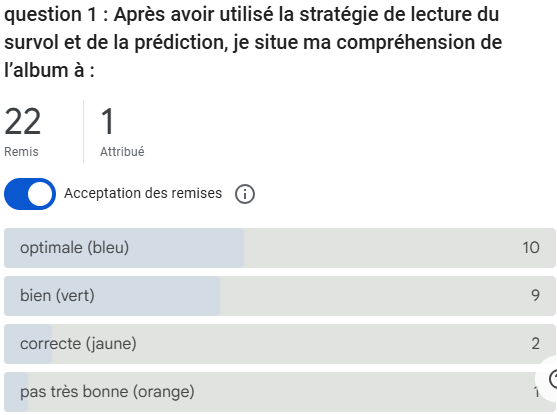 question 1 : Après avoir utilisé la stratégie de lecture du
survol et de la prédiction, je situe ma compréhension de
l'album à :
22
Remis
1
Attribué
Acceptation des remises
optimale (bleu) 10
bien (vert) 9
correcte (jaune) 2
pas très bonne (orange) 1